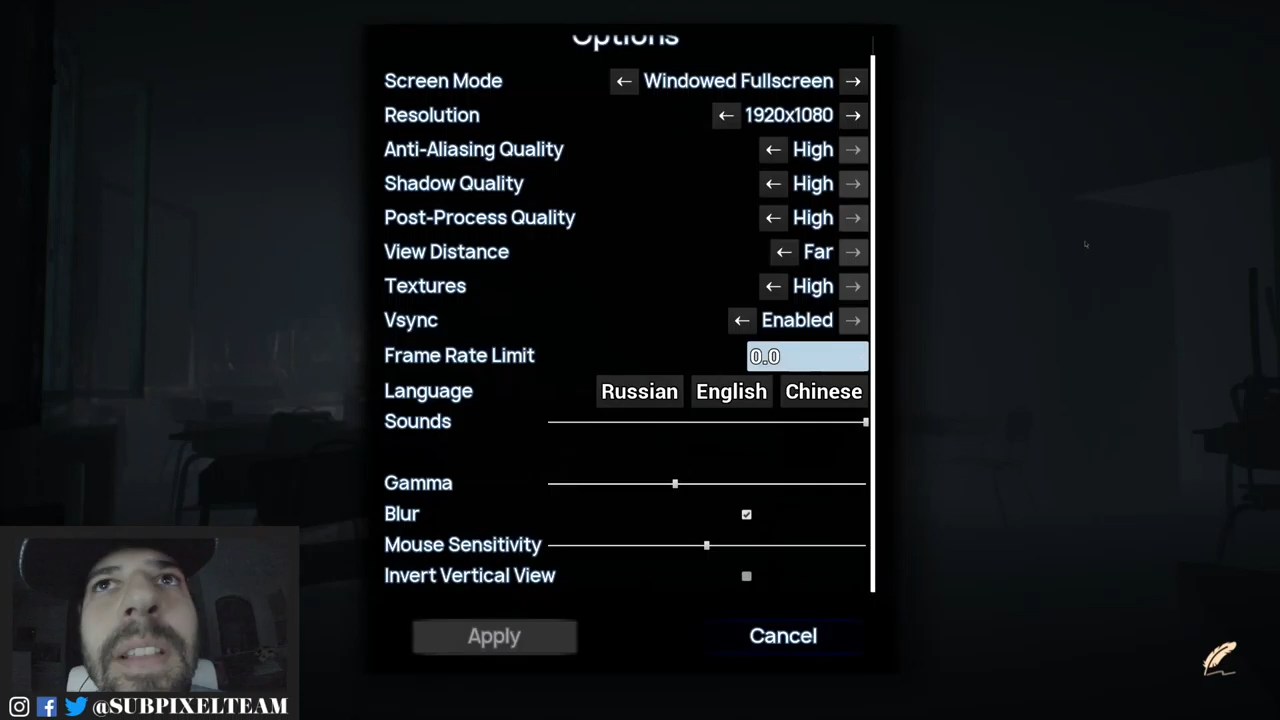 Options
Screen Mode ← Windowed Fullscreen →
Resolution ← 1920x1080 →
Anti-Aliasing Quality ← High →
Shadow Quality ← High →
Post-Process Quality ← High →
View Distance ← Far →
Textures ← High →
Vsync ← Enabled →
Frame Rate Limit 0.0
Language Russian English Chinese
Sounds
Gamma
Blur
Mouse Sensitivity
Invert Vertical View
Apply Cancel
@SUBPIXELTEAM